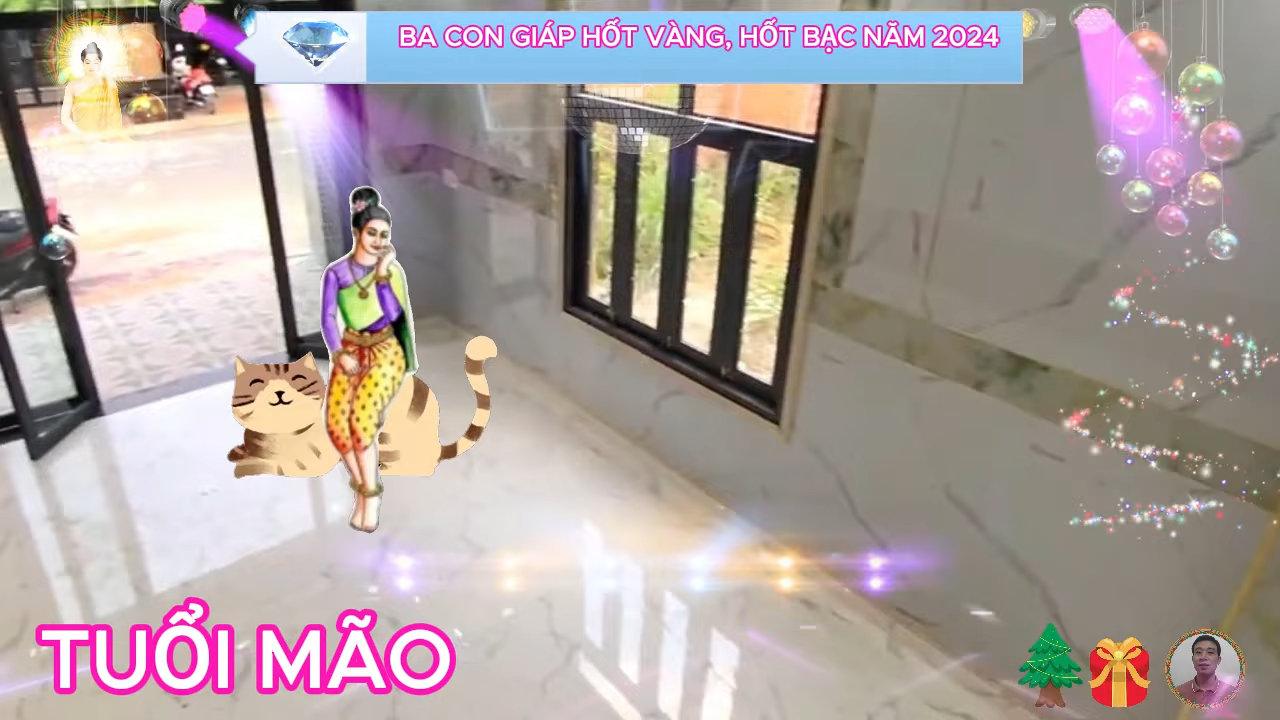 BA CON GIÁP HỐT VÀNG, HỐT BẠC NĂM 2024
TUỔI MÃO